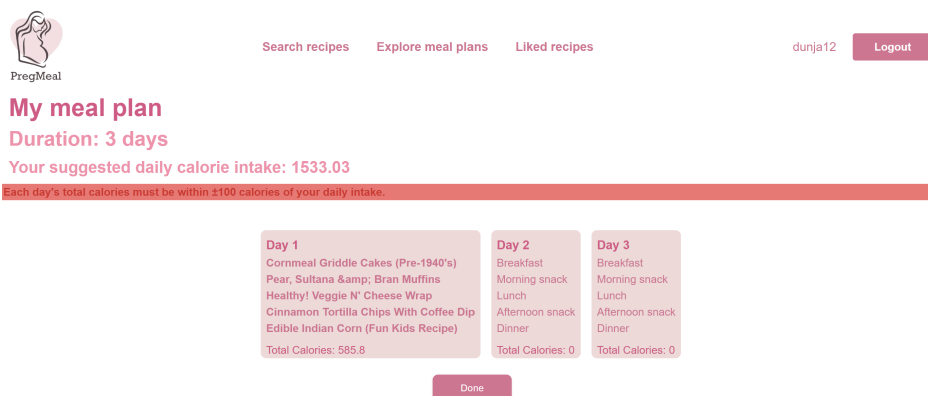 PregMeal
Search recipes Explore meal plans Liked recipes dunja12 Logout
My meal plan
Duration: 3 days
Your suggested daily calorie intake: 1533.03
Each day's total calories must be within ±100 calories of your daily intake.
Day 1
Cornmeal Griddle Cakes (Pre-1940's)
Pear, Sultana &amp; Bran Muffins
Healthy! Veggie N' Cheese Wrap
Cinnamon Tortilla Chips With Coffee Dip
Edible Indian Corn (Fun Kids Recipe)
Total Calories: 585.8
Day 2
Breakfast
Morning snack
Lunch
Afternoon snack
Dinner
Total Calories: 0
Day 3
Breakfast
Morning snack
Lunch
Afternoon snack
Dinner
Total Calories: 0
Done